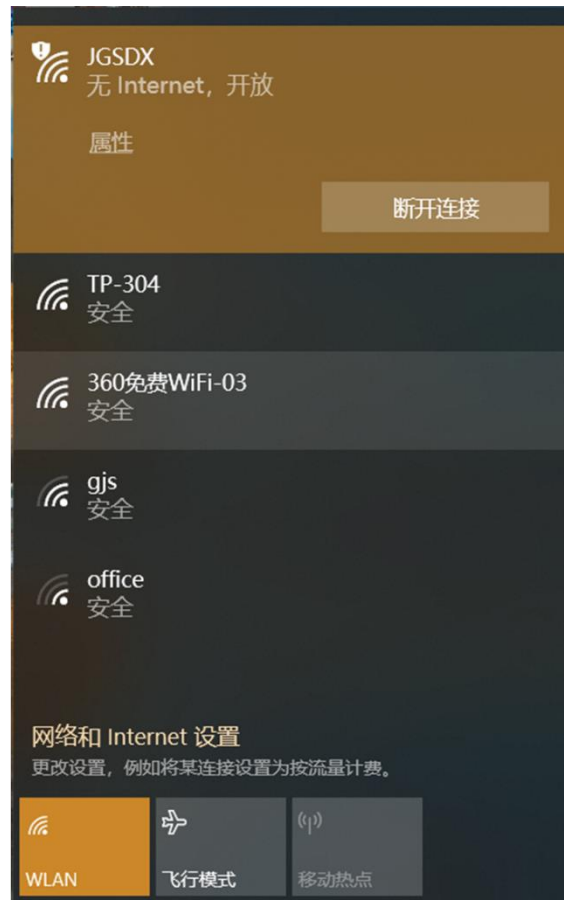 JGSDX
无 Internet，开放
属性
断开连接
TP-304
安全
360免费WiFi-03
安全
gjs
安全
office
安全
网络和 Internet 设置
更改设置，例如将某连接设置为按流量计费。
WLAN
飞行模式
移动热点